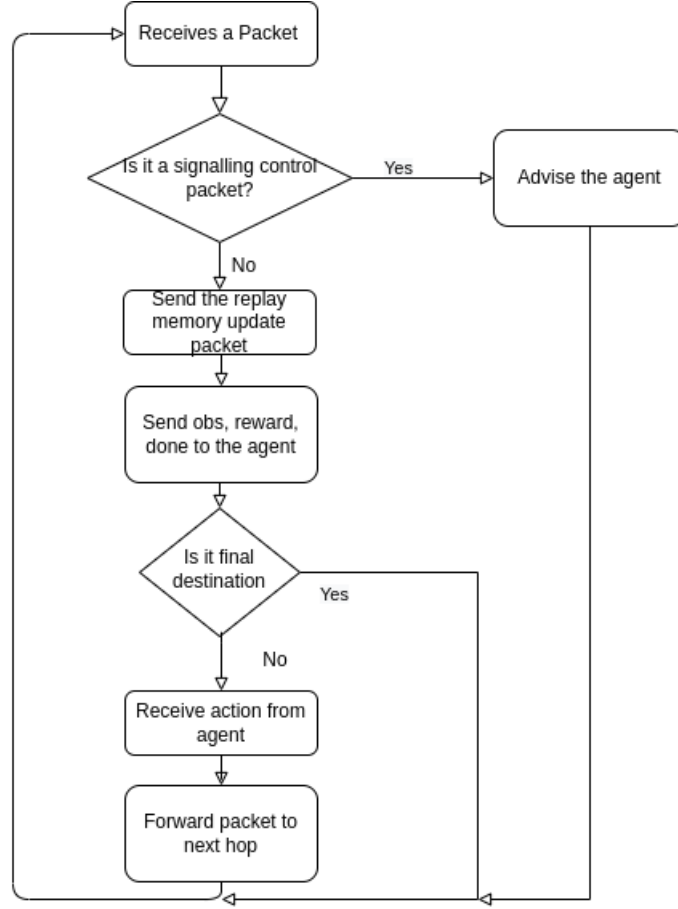 Receives a Packet
Is it a signalling control
packet?
Yes
Advise the agent
No
Send the replay
memory update
packet
Send obs, reward,
done to the agent
Is it final
destination
Yes
No
Receive action from
agent
Forward packet to
next hop